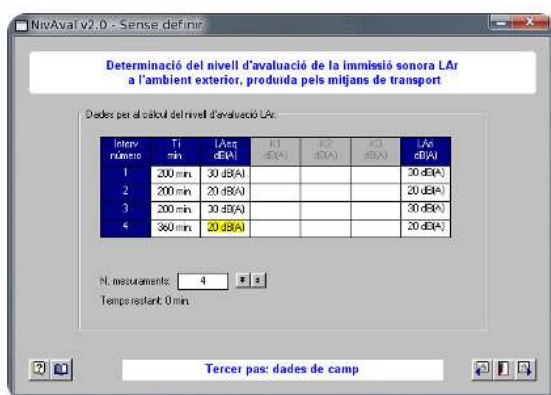 NivAval v2.0 - Sense definir
Determinació del nivell d'avaluació de la immissió sonora LAr
a l'ambient exterior, produïda pels mitjans de transport
Dades per al càlcul del nivell d'avaluació LAr.
Interv Ti LAeq K1 K2 K3 LAri
número min. dB(A) dB(A) dB(A) dB(A) dB(A)
1 200 min. 30 dB(A) 30 dB(A)
2 200 min. 20 dB(A) 20 dB(A)
3 200 min. 30 dB(A) 30 dB(A)
4 360 min. 20 dB(A) 20 dB(A)
N. mesuraments: 4
Temps restant: 0 min.
Tercer pas: dades de camp